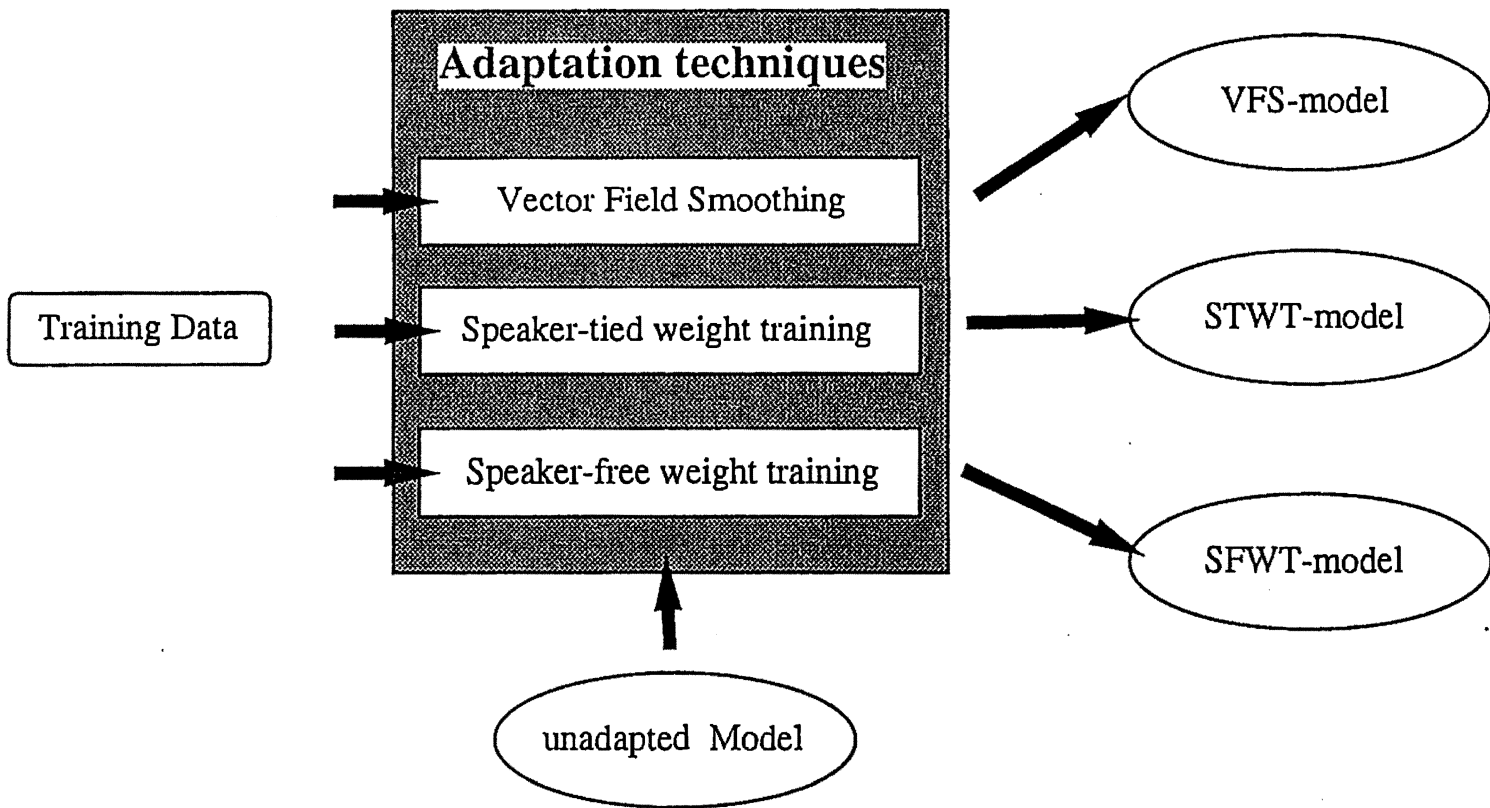 Adaptation techniques
VFS-model
Vector Field Smoothing
Training Data
Speaker-tied weight training
STWT-model
Speaker-free weight training
SFWT-model
unadapted Model